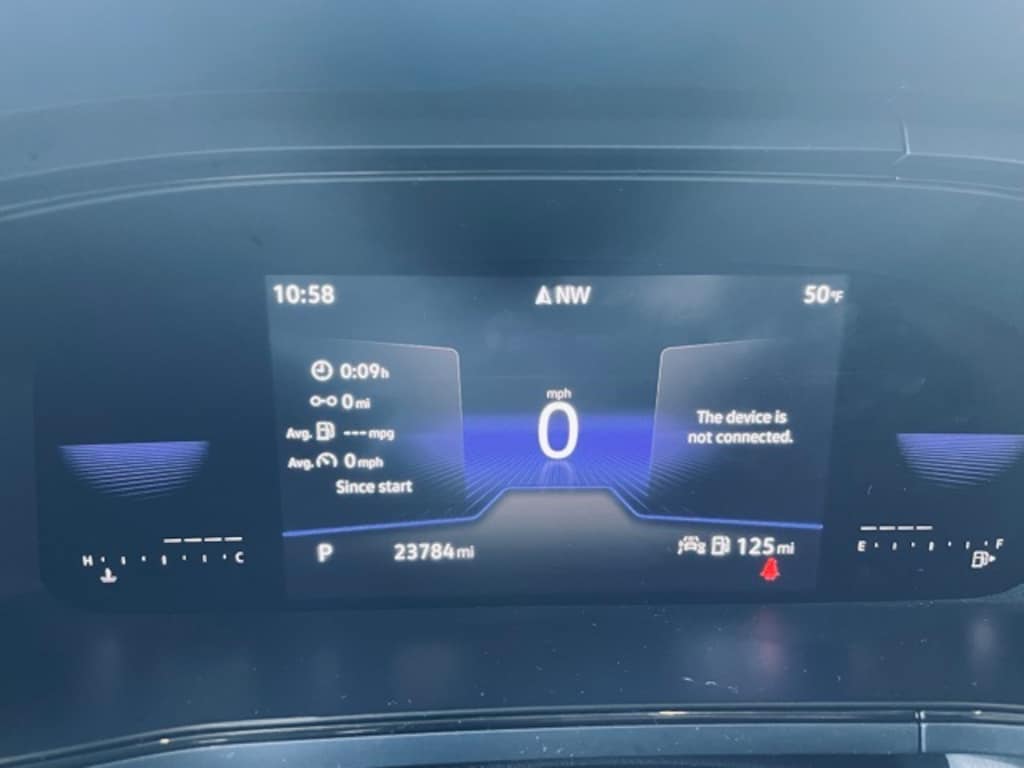 10:58
NW
50°F
0:09h
0mi
Avg. ---mpg
Avg. 0mph
Since start
mph
0
The device is
not connected.
P
23784mi
125mi
H C
E F